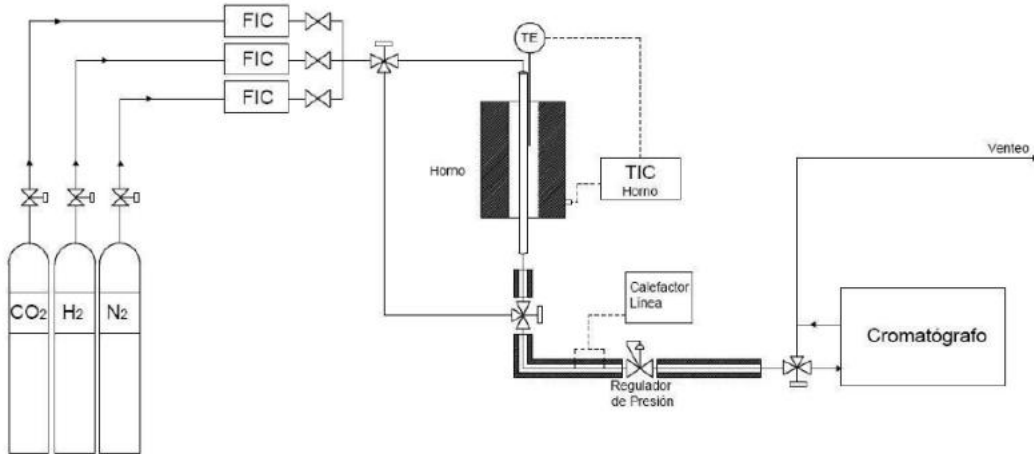 FIC
FIC
FIC
TE
Horno
TIC
Horno
Venteo
CO2
H2
N2
Calefactor
Línea
Cromatógrafo
Regulador
de Presión